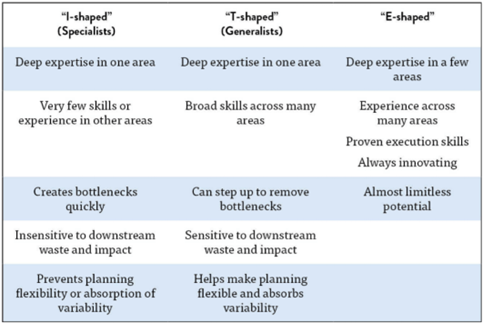 “I-shaped” “T-shaped” “E-shaped”
(Specialists) (Generalists)
Deep expertise in one area Deep expertise in one area Deep expertise in a few
areas
Very few skills or Broad skills across many Experience across
experience in other areas areas many areas
Proven execution skills
Always innovating
Creates bottlenecks Can step up to remove Almost limitless
quickly bottlenecks potential
Insensitive to downstream Sensitive to downstream
waste and impact waste and impact
Prevents planning Helps make planning
flexibility or absorption of flexible and absorbs
variability variability